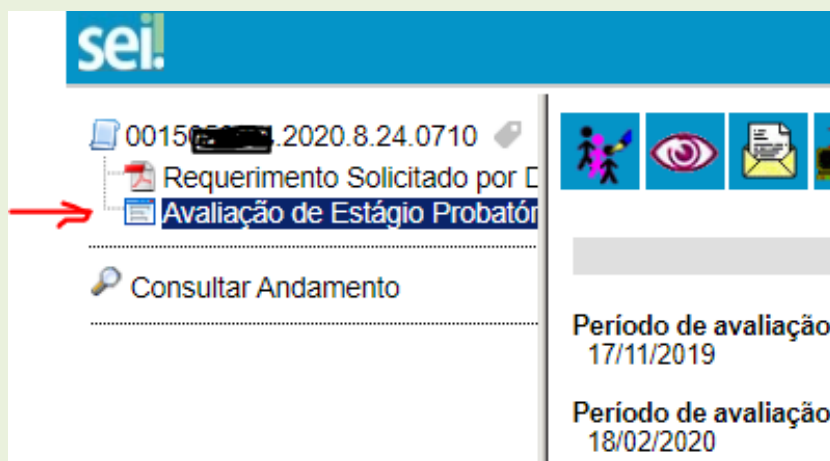 sei!
0015 .2020.8.24.0710
Requerimento Solicitado por D
Avaliação de Estágio Probatór
Consultar Andamento
Período de avaliação
17/11/2019
Período de avaliação
18/02/2020